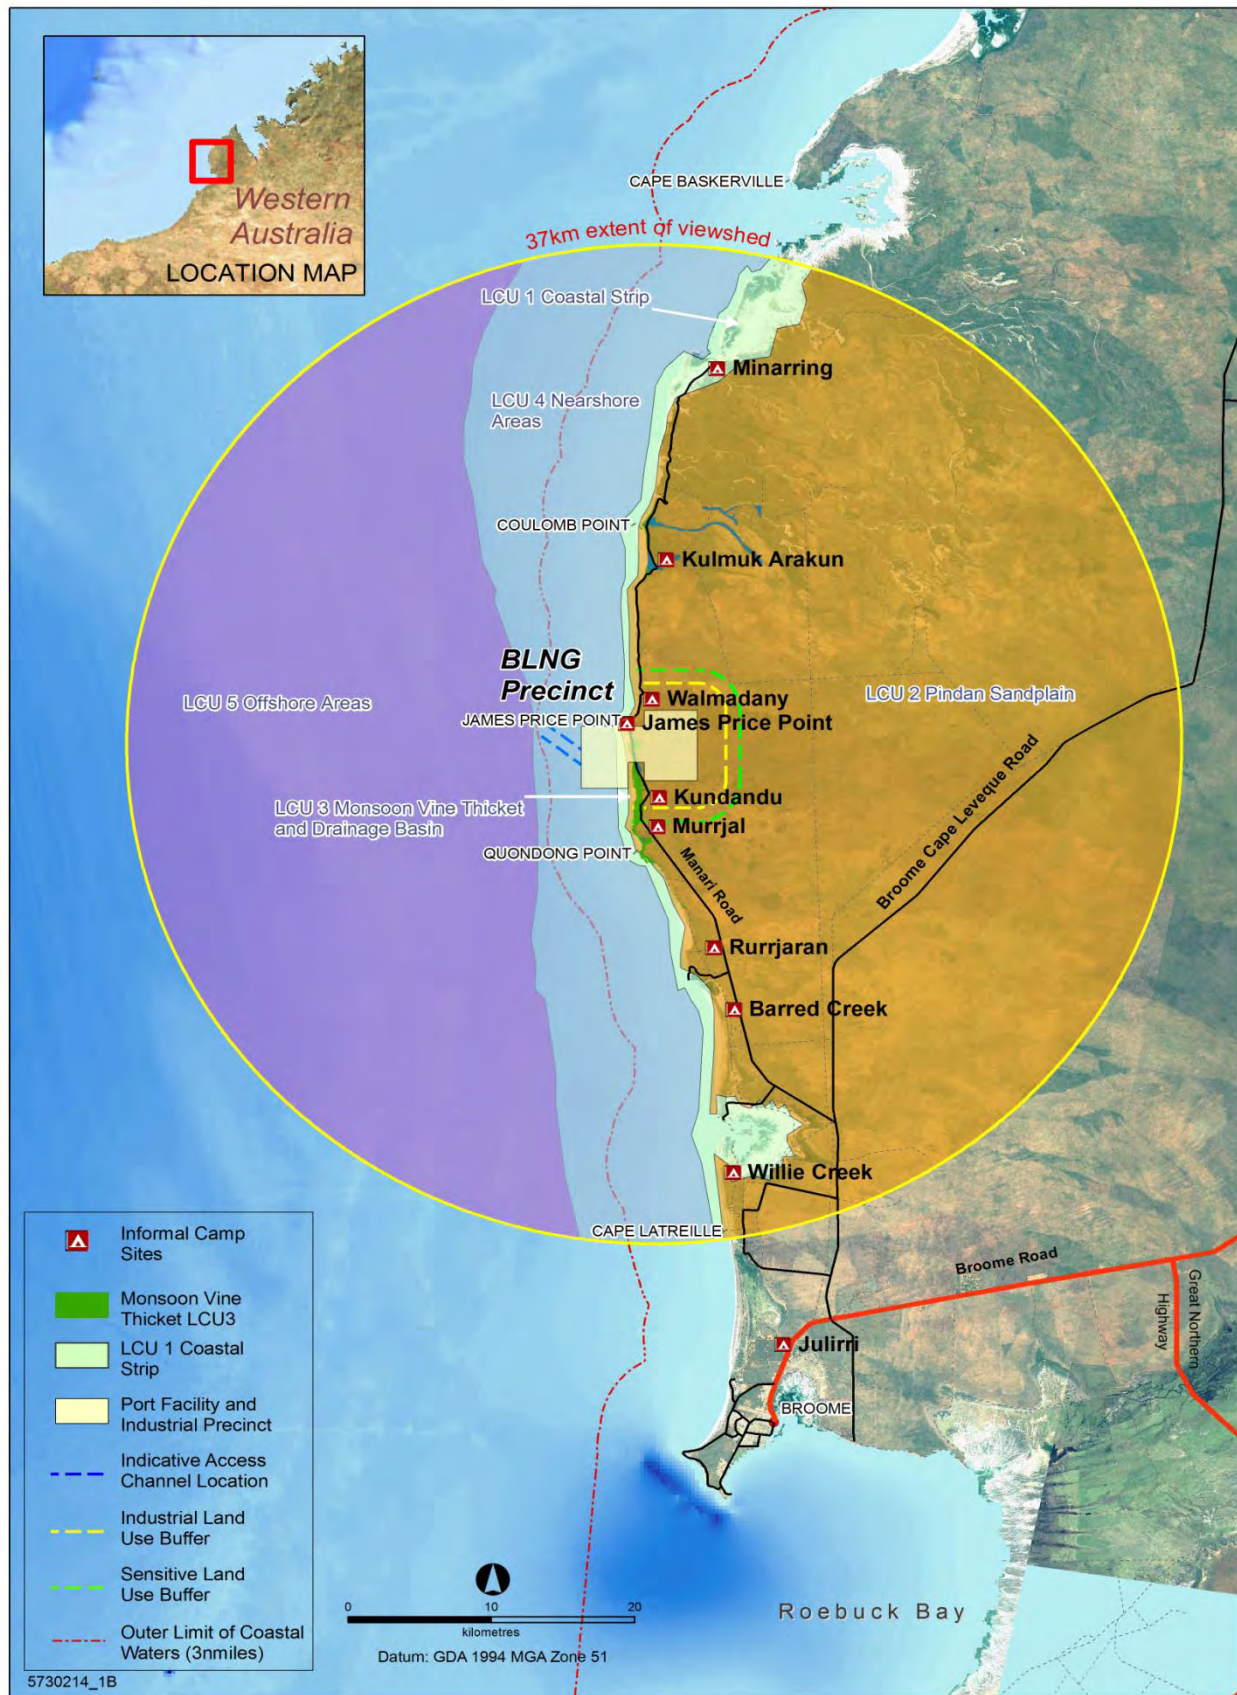 Western
Australia
LOCATION MAP
CAPE BASKERVILLE
37km extent of viewshed
LCU 1 Coastal Strip
Minarring
LCU 4 Nearshore
Areas
COULOMB POINT
Kulmuk Arakun
BLNG
Precinct
Walmadany
LCU 2 Pindan Sandplain
LCU 5 Offshore Areas
JAMES PRICE POINT
James Price Point
Kundandu
LCU 3 Monsoon Vine Thicket
and Drainage Basin
Murrjal
QUONDONG POINT
Manari Road
Broome Cape Leveque Road
Rurrjaran
Barred Creek
Willie Creek
CAPE LATREILLE
Broome Road
Great Northern
Highway
Julirri
BROOME
Roebuck Bay
Informal Camp
Sites
Monsoon Vine
Thicket LCU3
LCU 1 Coastal
Strip
Port Facility and
Industrial Precinct
Indicative Access
Channel Location
Industrial Land
Use Buffer
Sensitive Land
Use Buffer
Outer Limit of Coastal
Waters (3nmiles)
0 10 20
kilometres
Datum: GDA 1994 MGA Zone 51
5730214_1B